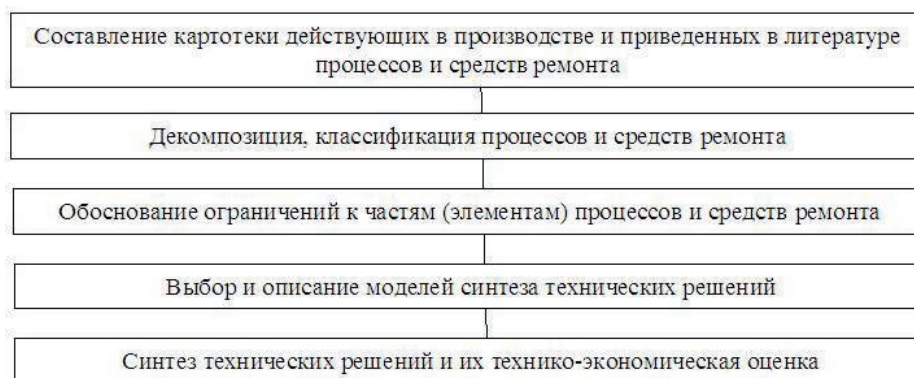 Составление картотеки действующих в производстве и приведенных в литературе
процессов и средств ремонта
Декомпозиция, классификация процессов и средств ремонта
Обоснование ограничений к частям (элементам) процессов и средств ремонта
Выбор и описание моделей синтеза технических решений
Синтез технических решений и их технико-экономическая оценка